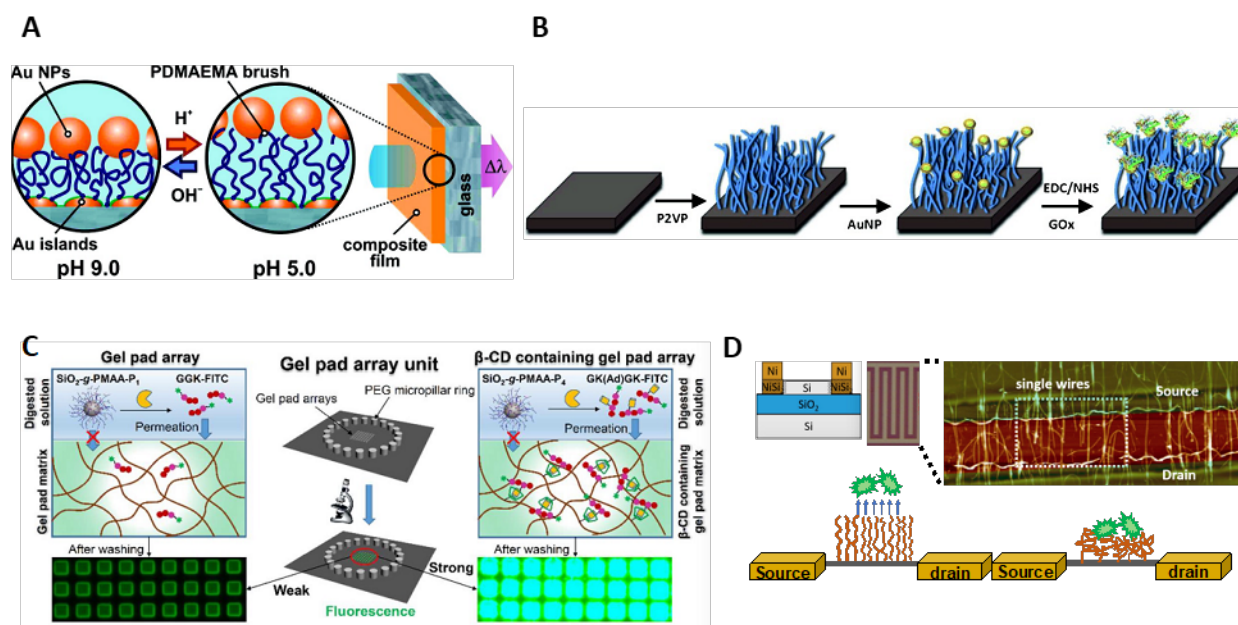 A
Au NPs
PDMAEMA brush
H⁺
OH⁻
Au islands
pH 9.0
pH 5.0
composite
film
glass
Δλ
B
P2VP
AuNP
EDC/NHS
GOx
C
Gel pad array
SiO₂-g-PMAA-P₁
GGK-FITC
Digested
solution
Permeation
Gel pad matrix
After washing
Gel pad array unit
PEG micropillar ring
Gel pad arrays
Weak
Strong
Fluorescence
β-CD containing gel pad array
SiO₂-g-PMAA-P₄
GK(Ad)GK-FITC
Digested
solution
Permeation
β-CD containing
gel pad matrix
After washing
D
Ni
Ni
NiSi
Si
NiSi
SiO₂
Si
single wires
Source
Drain
Source
drain
Source
drain